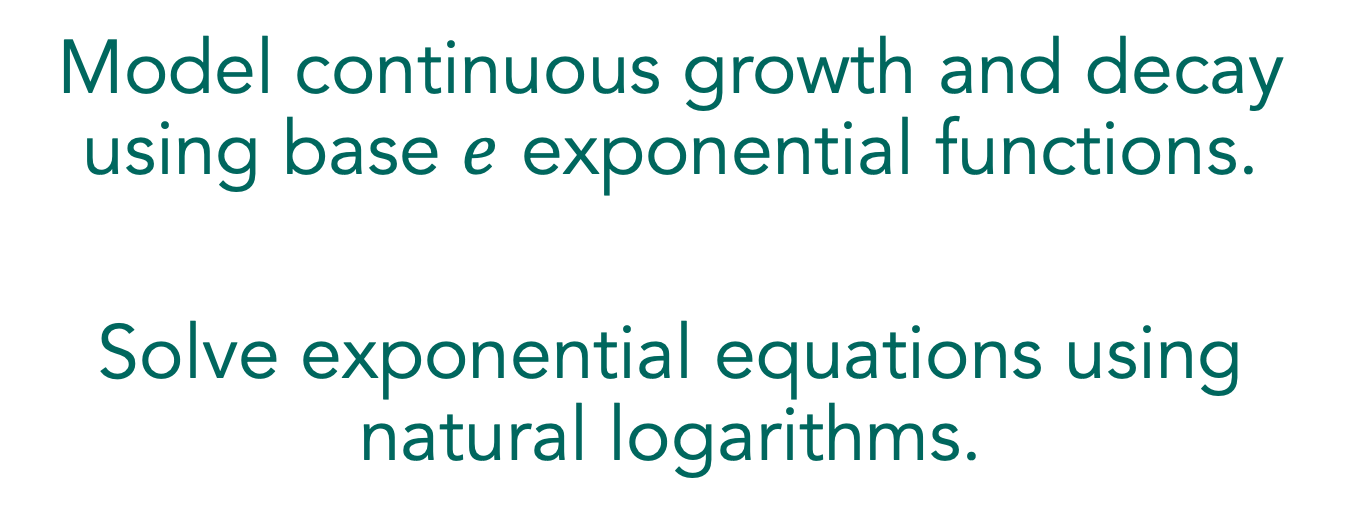 Model continuous growth and decay
using base e exponential functions.
Solve exponential equations using
natural logarithms.